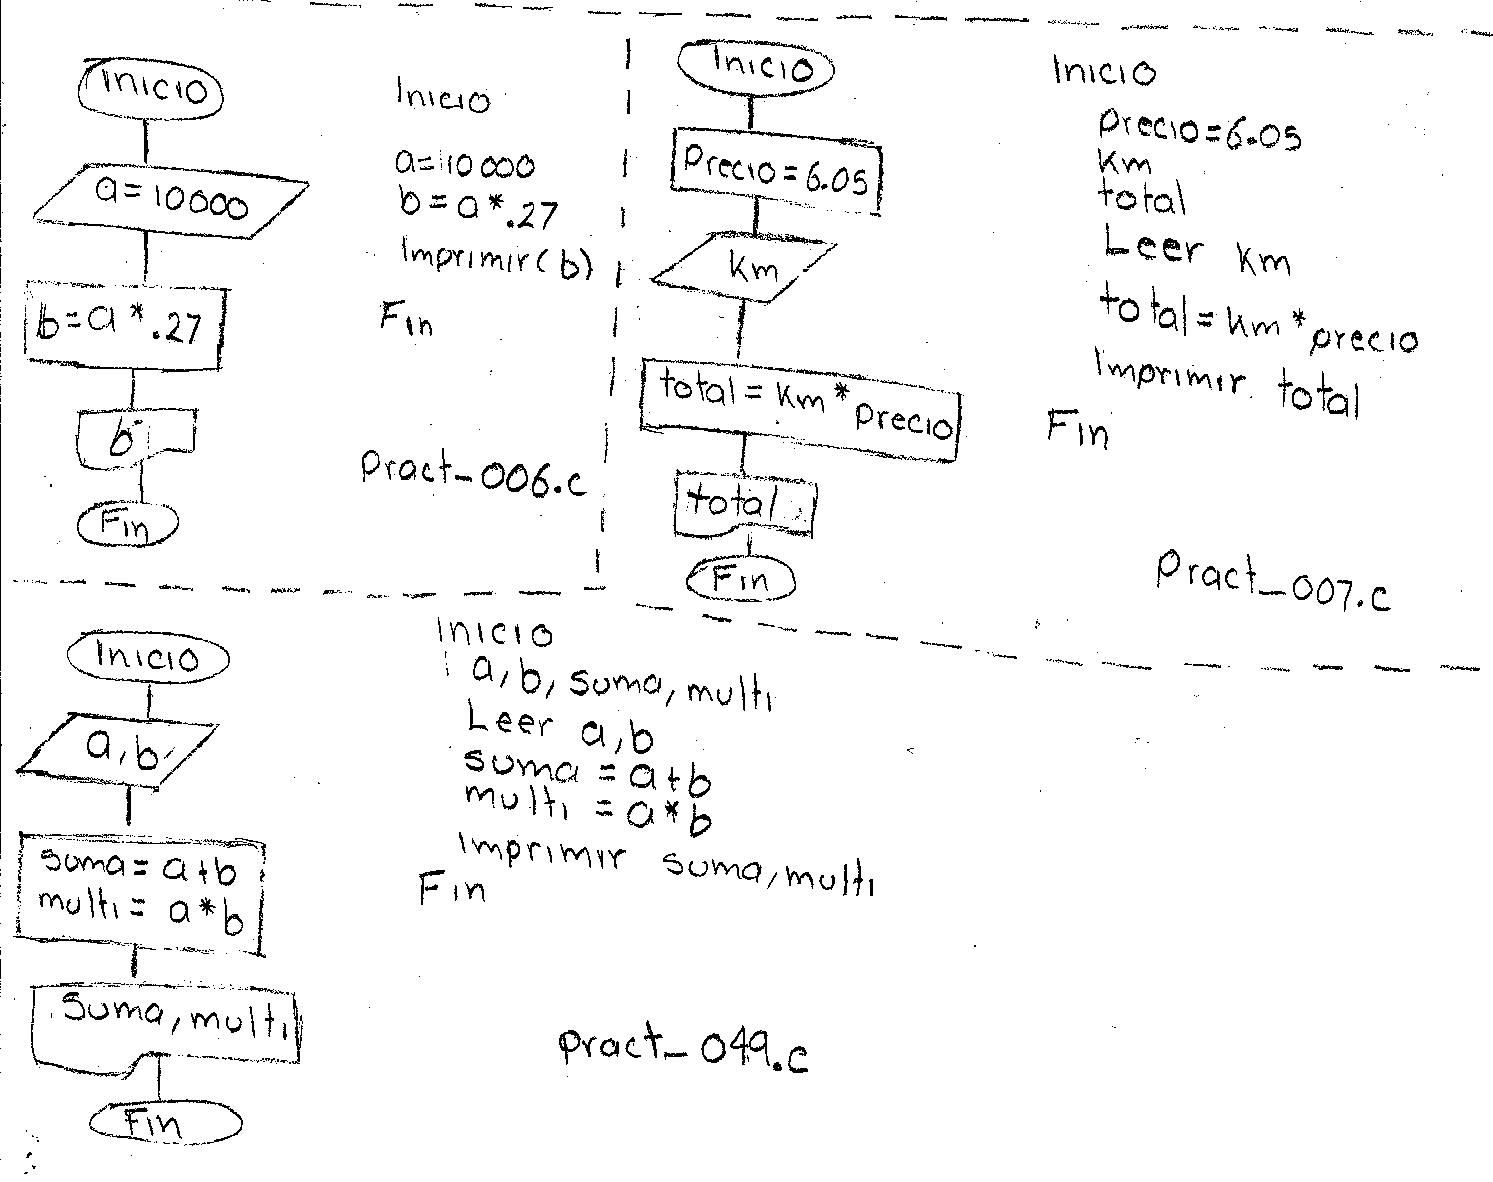 Inicio
a=10000
b=a*.27
b
Fin
Inicio
a=10000
b=a*.27
Imprimir(b)
Fin
pract_006.c
Inicio
Precio=6.05
km
total=km*precio
total
Fin
Inicio
precio=6.05
km
total
Leer km
total=km*precio
Imprimir total
Fin
pract_007.c
Inicio
a,b
suma=a+b
multi=a*b
suma,multi
Fin
Inicio
a,b,suma,multi
Leer a,b
suma=a+b
multi=a*b
Imprimir suma,multi
Fin
pract_049.c